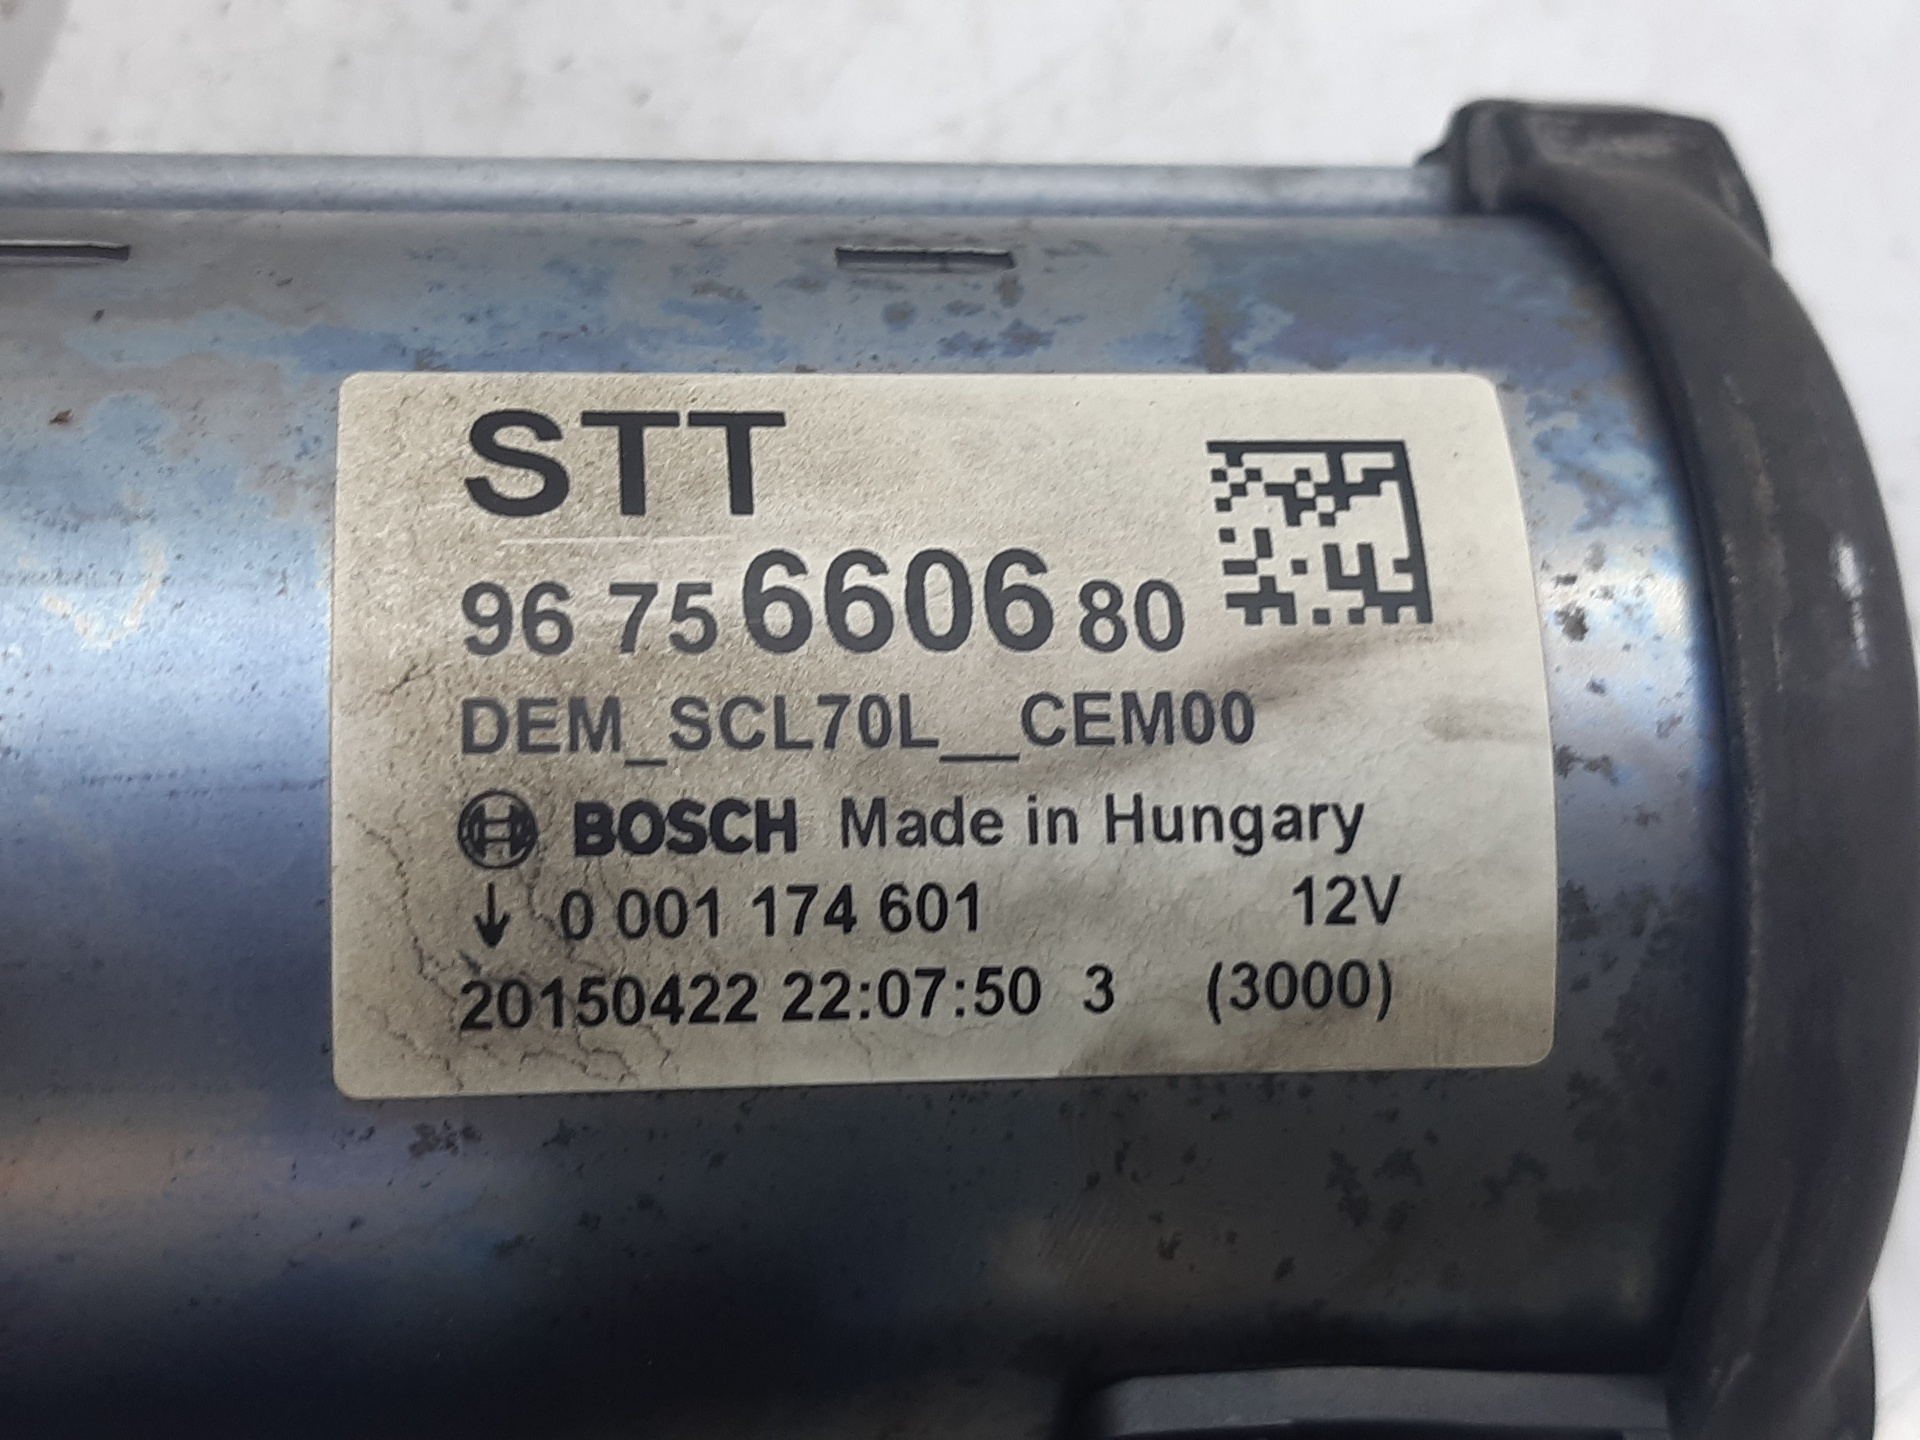 STT
96 75 6606 80
DEM_SCL70L__CEM00
BOSCH Made in Hungary
↓ 0 001 174 601 12V
20150422 22:07:50 3 (3000)